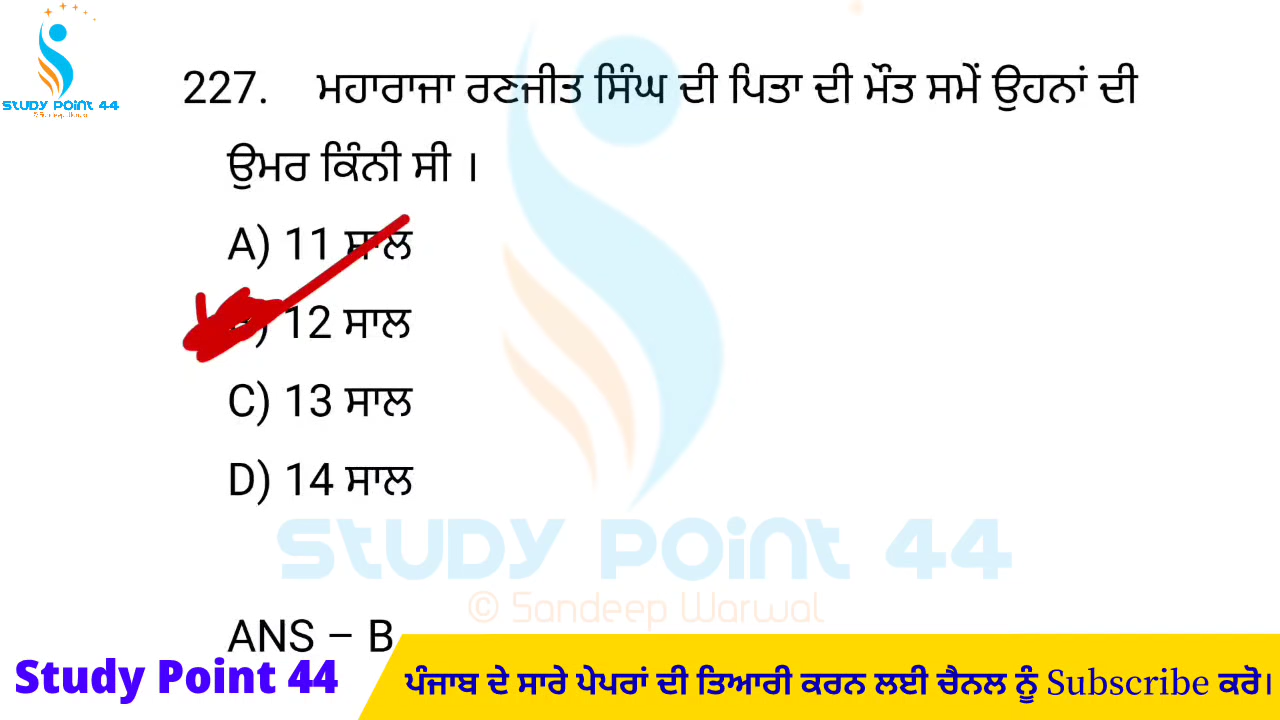 STUDY POINT 44
227. ਮਹਾਰਾਜਾ ਰਣਜੀਤ ਸਿੰਘ ਦੀ ਪਿਤਾ ਦੀ ਮੌਤ ਸਮੇਂ ਉਹਨਾਂ ਦੀ
ਉਮਰ ਕਿੰਨੀ ਸੀ ।
A) 11 ਸਾਲ
B) 12 ਸਾਲ
C) 13 ਸਾਲ
D) 14 ਸਾਲ
STUDY POINT 44
© Sandeep Warwal
ANS – B
Study Point 44
ਪੰਜਾਬ ਦੇ ਸਾਰੇ ਪੇਪਰਾਂ ਦੀ ਤਿਆਰੀ ਕਰਨ ਲਈ ਚੈਨਲ ਨੂੰ Subscribe ਕਰੋ।